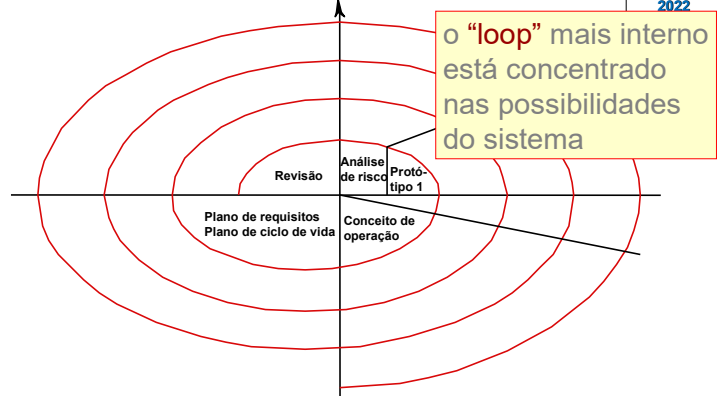 2022
o “loop” mais interno
está concentrado
nas possibilidades
do sistema
Revisão
Análise
de risco
Protó-
tipo 1
Plano de requisitos
Plano de ciclo de vida
Conceito de
operação